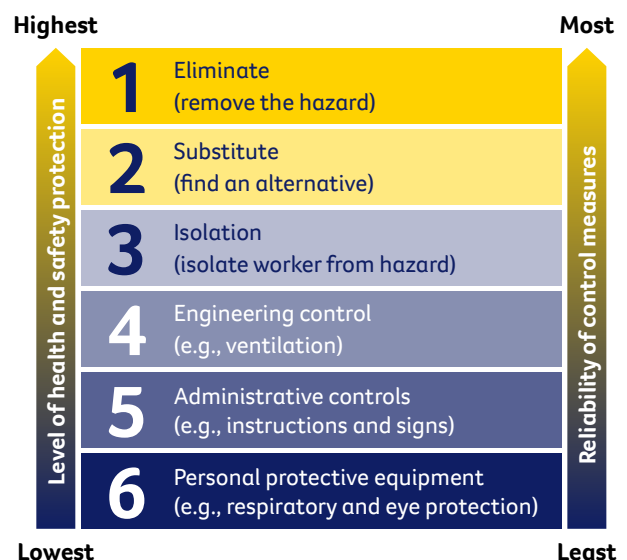 Highest
Most
Level of health and safety protection
1
Eliminate
(remove the hazard)
2
Substitute
(find an alternative)
3
Isolation
(isolate worker from hazard)
4
Engineering control
(e.g., ventilation)
5
Administrative controls
(e.g., instructions and signs)
6
Personal protective equipment
(e.g., respiratory and eye protection)
Reliability of control measures
Lowest
Least